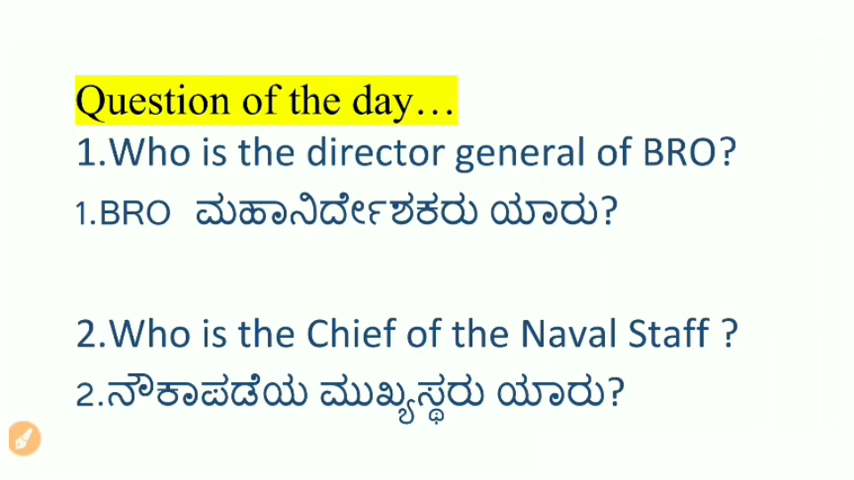 Question of the day...
1.Who is the director general of BRO?
1.BRO ಮಹಾನಿರ್ದೇಶಕರು ಯಾರು?
2.Who is the Chief of the Naval Staff ?
2.ನೌಕಾಪಡೆಯ ಮುಖ್ಯಸ್ಥರು ಯಾರು?